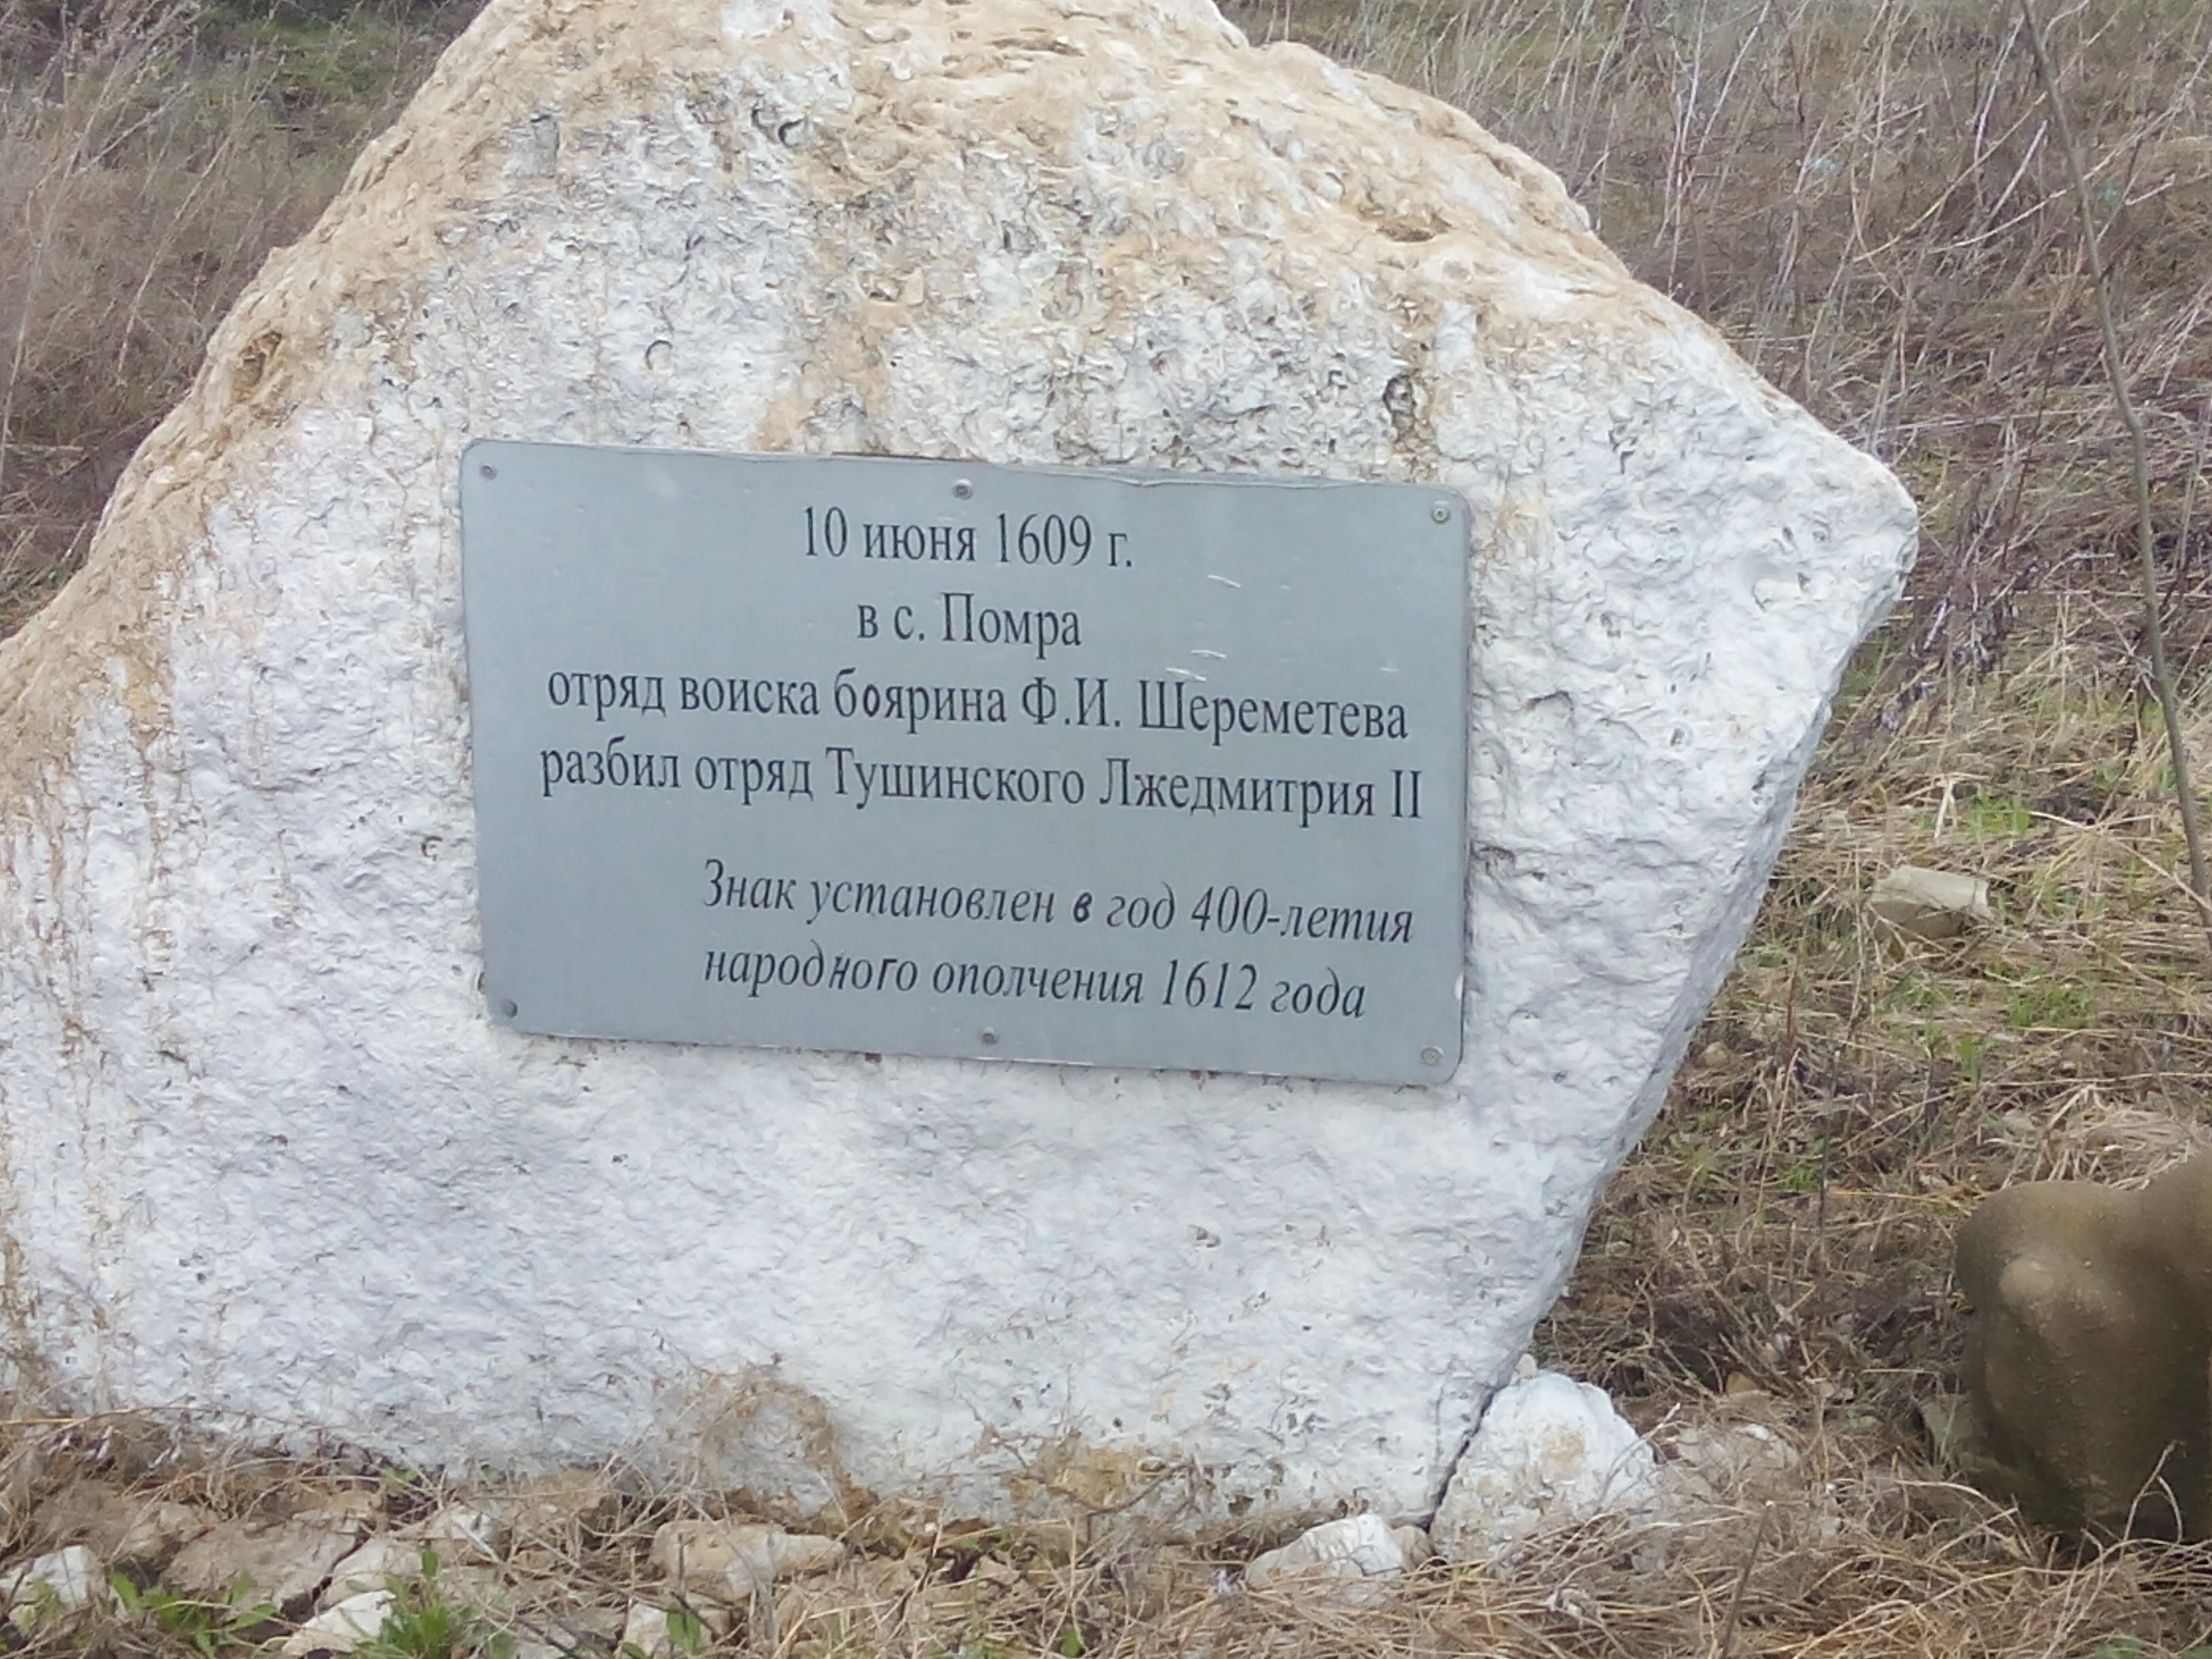 10 июня 1609 г.
в с. Помра
отряд воиска боярина Ф.И. Шереметева
разбил отряд Тушинского Лжедмитрия II
Знак установлен в год 400-летия
народного ополчения 1612 года